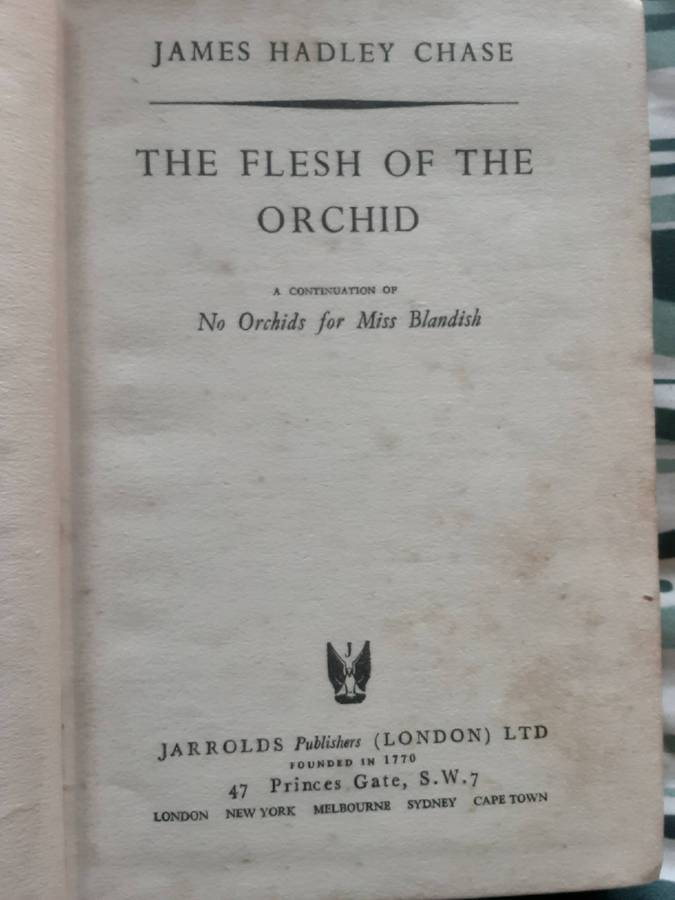 JAMES HADLEY CHASE
THE FLESH OF THE
ORCHID
A CONTINUATION OF
No Orchids for Miss Blandish
J
JARROLDS Publishers (LONDON) LTD
FOUNDED IN 1770
47 Princes Gate, S.W.7
LONDON NEW YORK MELBOURNE SYDNEY CAPE TOWN